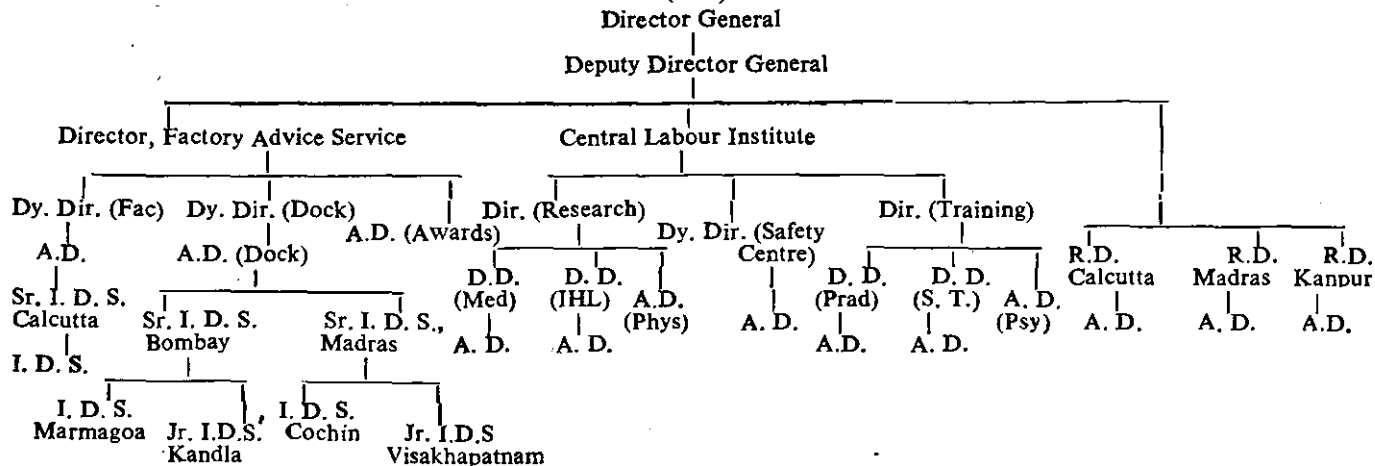 Director General
Deputy Director General
Director, Factory Advice Service Central Labour Institute
Dy. Dir. (Fac) Dy. Dir. (Dock) A.D. (Awards) Dir. (Research) Dy. Dir. (Safety Centre) Dir. (Training)
A.D. A.D. (Dock) D.D. (Med) D. D. (IHL) A.D. (Phys) D. D. (Prad) D. D. (S. T.) A. D. (Psy) R.D. Calcutta R.D. Madras R.D. Kanpur
Sr. I. D. S. Calcutta Sr. I. D. S. Bombay Sr. I. D. S., Madras A. D. A. D. A. D. A.D. A. D. A. D. A. D. A.D.
I. D. S.
I. D. S. Marmagoa Jr. I.D.S. Kandla I. D. S. Cochin Jr. I.D.S Visakhapatnam